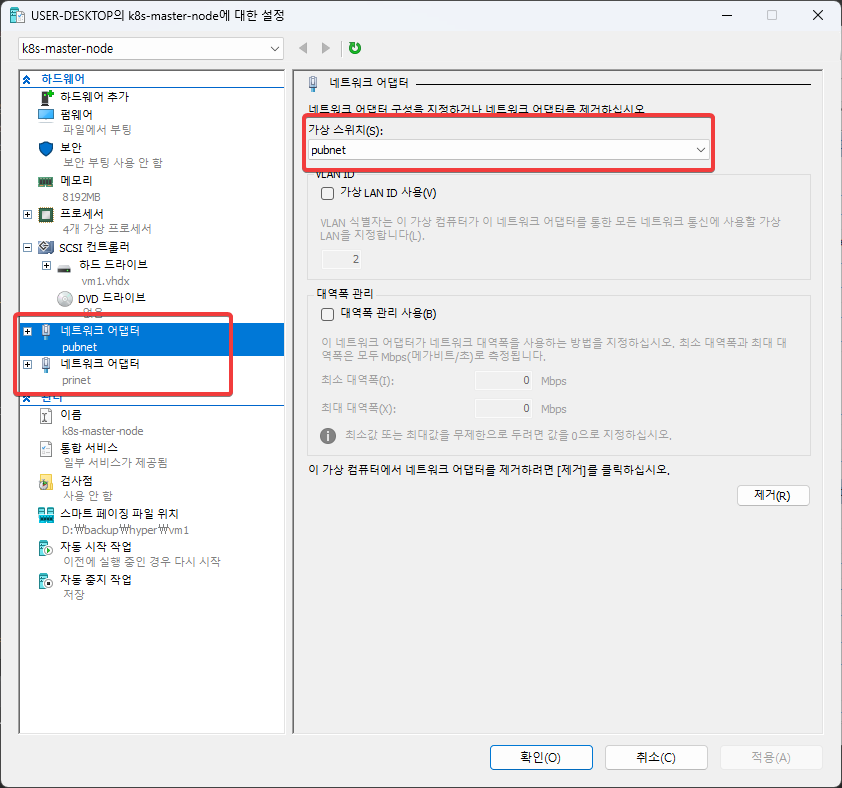 USER-DESKTOP의 k8s-master-node에 대한 설정
k8s-master-node
하드웨어
하드웨어 추가
펌웨어
파일에서 부팅
보안
보안 부팅 사용 안 함
메모리
8192MB
프로세서
4개 가상 프로세서
SCSI 컨트롤러
하드 드라이브
vm1.vhdx
DVD 드라이브
없음
네트워크 어댑터
pubnet
네트워크 어댑터
prinet
관리
이름
k8s-master-node
통합 서비스
일부 서비스가 제공됨
검사점
사용 안 함
스마트 페이징 파일 위치
D:₩backup₩hyper₩vm1
자동 시작 작업
이전에 실행 중인 경우 다시 시작
자동 중지 작업
저장
네트워크 어댑터
네트워크 어댑터 구성을 지정하거나 네트워크 어댑터를 제거하십시오.
가상 스위치(S):
pubnet
VLAN ID
가상 LAN ID 사용(V)
VLAN 식별자는 이 가상 컴퓨터가 이 네트워크 어댑터를 통한 모든 네트워크 통신에 사용할 가상
LAN을 지정합니다(L).
2
대역폭 관리
대역폭 관리 사용(B)
이 네트워크 어댑터가 네트워크 대역폭을 사용하는 방법을 지정하십시오. 최소 대역폭과 최대 대
역폭은 모두 Mbps(메가비트/초)로 측정됩니다.
최소 대역폭(I): 0 Mbps
최대 대역폭(X): 0 Mbps
최소값 또는 최대값을 무제한으로 두려면 값을 0으로 지정하십시오.
이 가상 컴퓨터에서 네트워크 어댑터를 제거하려면 [제거]를 클릭하십시오.
제거(R)
확인(O) 취소(C) 적용(A)